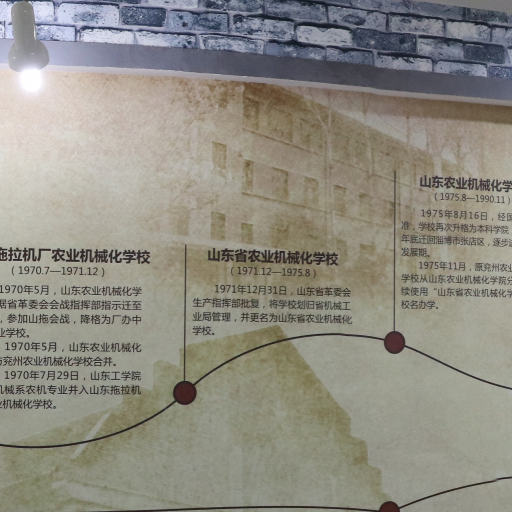 拖拉机厂农业机械化学校
（1970.7—1971.12）
1970年5月，山东农业机械化学
据省革委会会战指挥部指示迁至
，参加山拖会战，降格为厂办中
业学校。
1970年5月，山东农业机械化
与兖州农业机械化学校合并。
1970年7月29日，山东工学院
机械系农机专业并入山东拖拉机
业机械化学校。
山东省农业机械化学校
（1971.12—1975.8）
1971年12月31日，山东省革委会
生产指挥部批复，将学校划归省机械工
业局管理，并更名为山东省农业机械化
学校。
山东农业机械化学
（1975.8—1990.11）
1975年8月16日，经国
准，学校再次升格为本科学院
年底迁回淄博市张店区，逐步
发展期。
1975年11月，原兖州农业
学校从山东农业机械化学院分
续使用“山东省农业机械化学
校名办学。